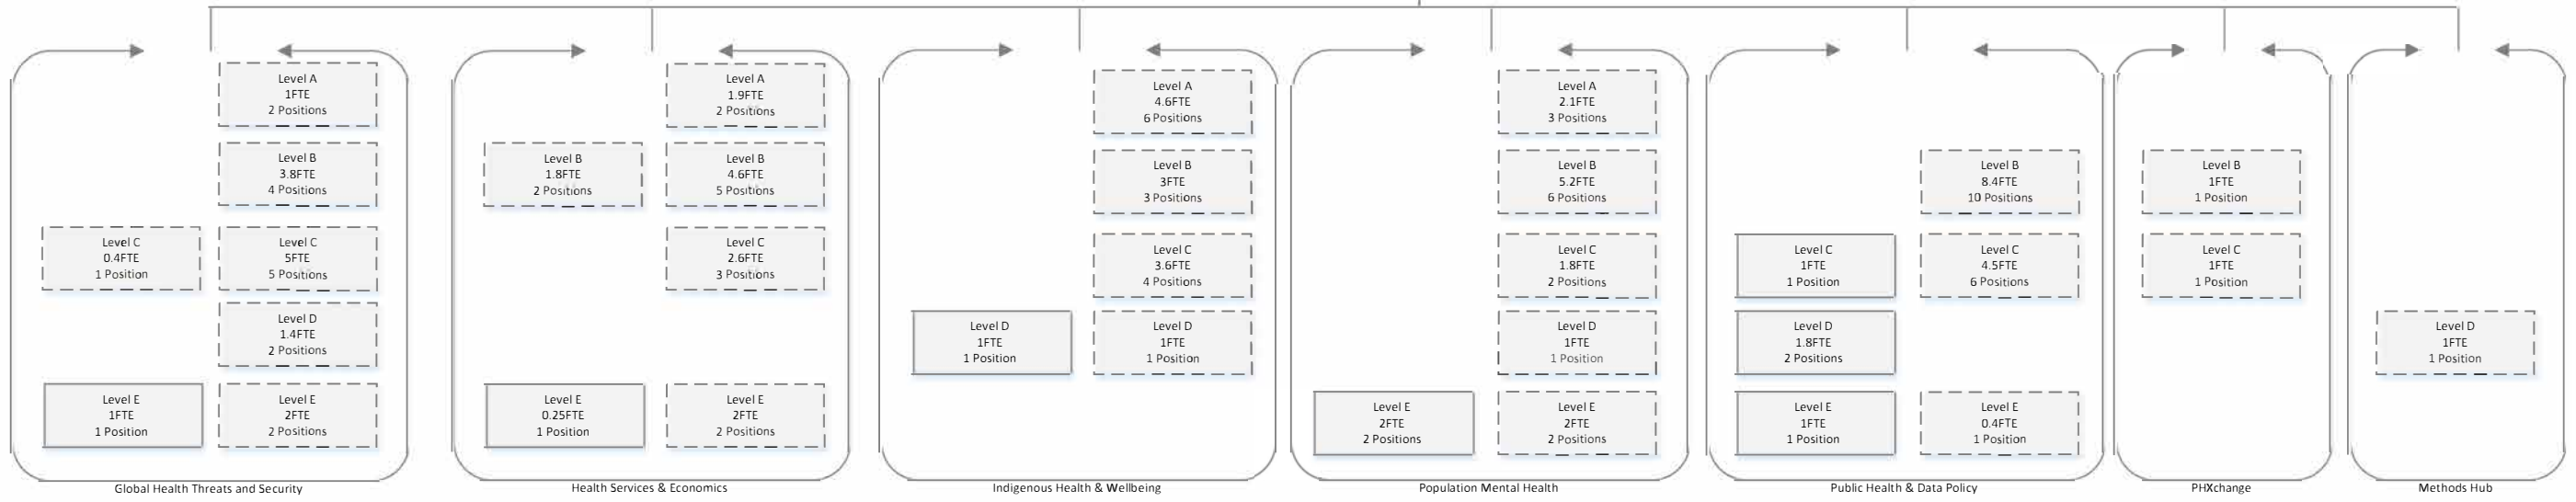 Level A
1FTE
2 Positions
Level B
3.8FTE
4 Positions
Level C
0.4FTE
1 Position
Level C
5FTE
5 Positions
Level D
1.4FTE
2 Positions
Level E
1FTE
1 Position
Level E
2FTE
2 Positions
Global Health Threats and Security
Level A
1.9FTE
2 Positions
Level B
1.8FTE
2 Positions
Level B
4.6FTE
5 Positions
Level C
2.6FTE
3 Positions
Level E
0.25FTE
1 Position
Level E
2FTE
2 Positions
Health Services & Economics
Level A
4.6FTE
6 Positions
Level B
3FTE
3 Positions
Level C
3.6FTE
4 Positions
Level D
1FTE
1 Position
Level D
1FTE
1 Position
Indigenous Health & Wellbeing
Level A
2.1FTE
3 Positions
Level B
5.2FTE
6 Positions
Level C
1.8FTE
2 Positions
Level D
1FTE
1 Position
Level E
2FTE
2 Positions
Level E
2FTE
2 Positions
Population Mental Health
Level B
8.4FTE
10 Positions
Level C
1FTE
1 Position
Level C
4.5FTE
6 Positions
Level D
1.8FTE
2 Positions
Level E
1FTE
1 Position
Level E
0.4FTE
1 Position
Public Health & Data Policy
Level B
1FTE
1 Position
Level C
1FTE
1 Position
PHXchange
Level D
1FTE
1 Position
Methods Hub